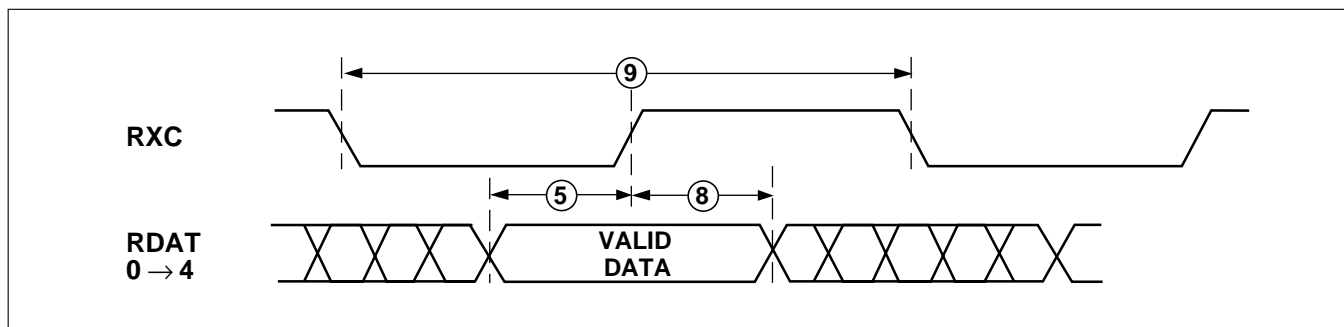 9
RXC
5
8
RDAT
0 → 4
VALID
DATA